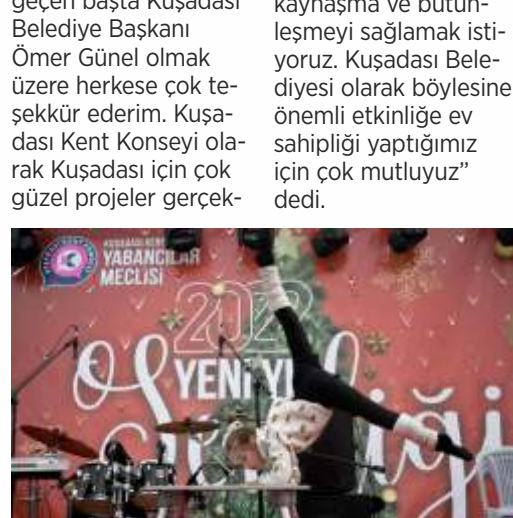 geçen başta Kuşadası
Belediye Başkanı
Ömer Günel olmak
üzere herkese çok te-
şekkür ederim. Kuşa-
dası Kent Konseyi ola-
rak Kuşadası için çok
güzel projeler gerçek-
kaynaşma ve bütün-
leşmeyi sağlamak isti-
yoruz. Kuşadası Bele-
diyesi olarak böylesine
önemli etkinliğe ev
sahipliği yaptığımız
için çok mutluyuz”
dedi.
YABANCILAR
MECLİSİ
YENİ YIL